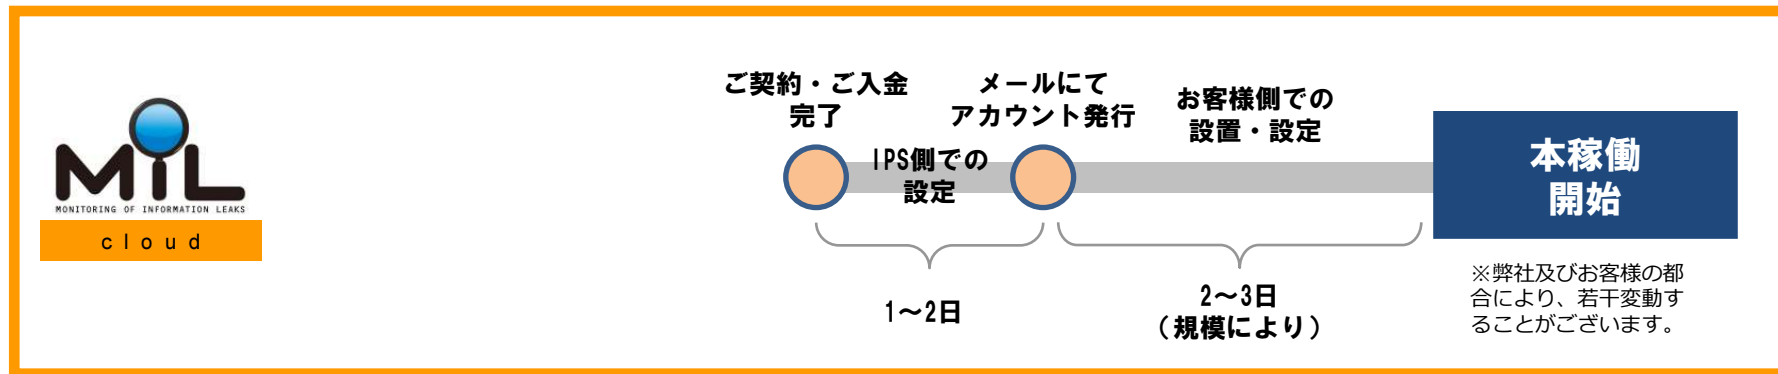 MiL
MONITORING OF INFORMATION LEAKS
cloud
ご契約・ご入金
完了
IPS側での
設定
メールにて
アカウント発行
お客様側での
設置・設定
本稼働
開始
1～2日
2～3日
（規模により）
※弊社及びお客様の都
合により、若干変動す
ることがございます。